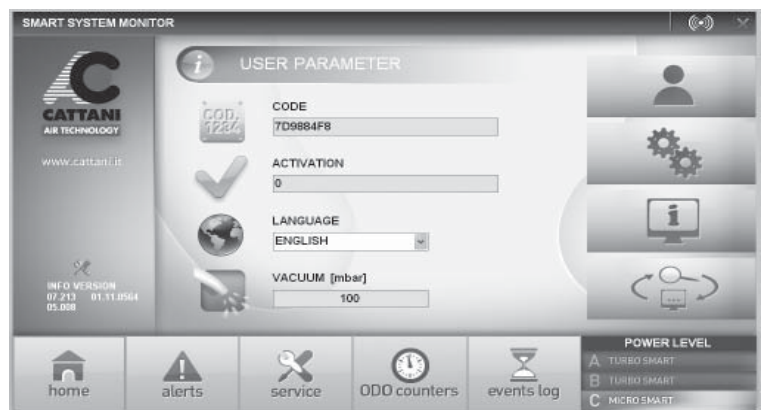 SMART SYSTEM MONITOR
AC
CATTANI
AIR TECHNOLOGY
www.cattani.it
INFO VERSION
07.213 01.11.0564
05.008
i USER PARAMETER
COD.
1234
CODE
7D9884F8
ACTIVATION
0
LANGUAGE
ENGLISH
VACUUM [mbar]
100
i
home
alerts
service
ODO counters
events log
POWER LEVEL
A TURBO SMART
B TURBO SMART
C MICRO SMART